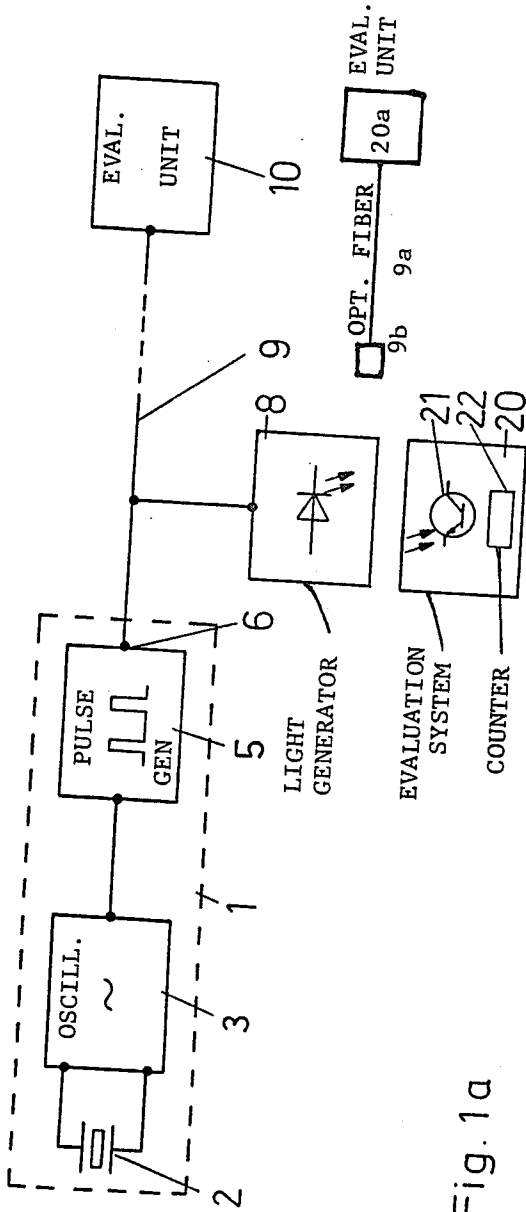 EVAL.
UNIT
10
EVAL.
UNIT
20a
OPT. FIBER
9a
9b
9
8
21
22
20
6
PULSE
GEN
5
LIGHT
GENERATOR
EVALUATION
SYSTEM
COUNTER
1
OSCILL.
~
3
2
Fig. 1a